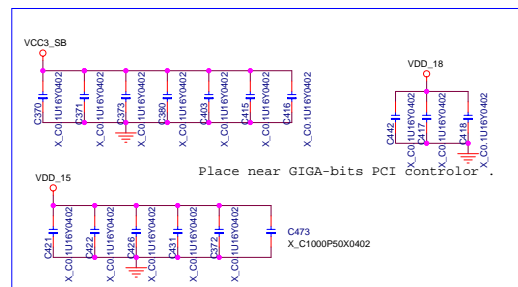 VCC3_SB
C370
X_C0.1U16Y0402
C371
X_C0.1U16Y0402
C373
X_C0.1U16Y0402
C380
X_C0.1U16Y0402
C403
X_C0.1U16Y0402
C415
X_C0.1U16Y0402
C416
X_C0.1U16Y0402
VDD_18
C442
X_C0.1U16Y0402
C417
X_C0.1U16Y0402
C418
X_C0.1U16Y0402
Place near GIGA-bits PCI controlor .
VDD_15
C421
X_C0.1U16Y0402
C422
X_C0.1U16Y0402
C426
X_C0.1U16Y0402
C431
X_C0.1U16Y0402
C372
X_C0.1U16Y0402
C473
X_C1000P50X0402